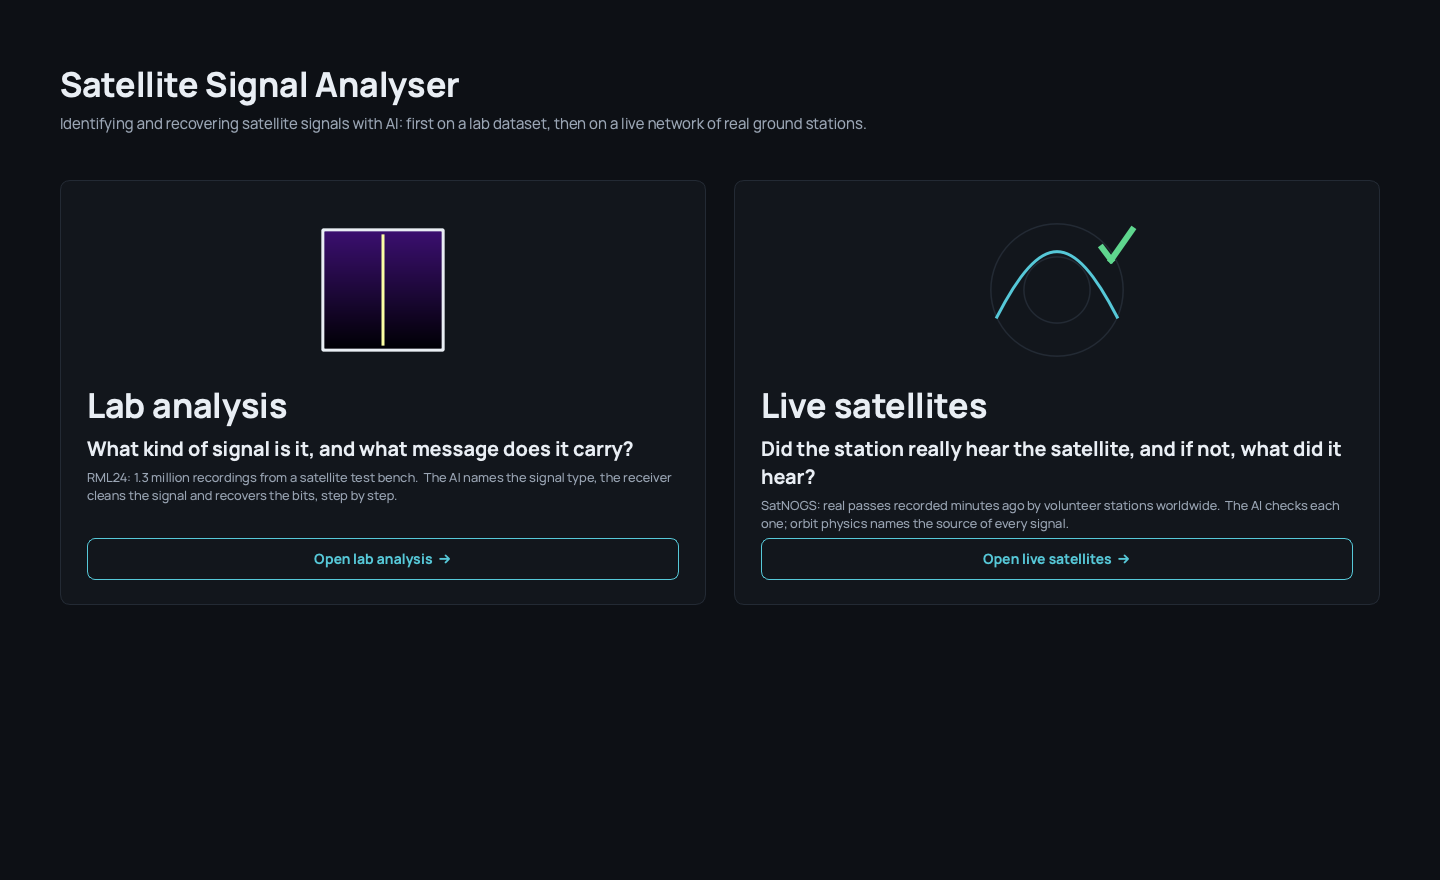 Satellite Signal Analyser
Identifying and recovering satellite signals with AI: first on a lab dataset, then on a live network of real ground stations.
Lab analysis
What kind of signal is it, and what message does it carry?
RML24: 1.3 million recordings from a satellite test bench. The AI names the signal type, the receiver
cleans the signal and recovers the bits, step by step.
Open lab analysis →
Live satellites
Did the station really hear the satellite, and if not, what did it
hear?
SatNOGS: real passes recorded minutes ago by volunteer stations worldwide. The AI checks each
one; orbit physics names the source of every signal.
Open live satellites →